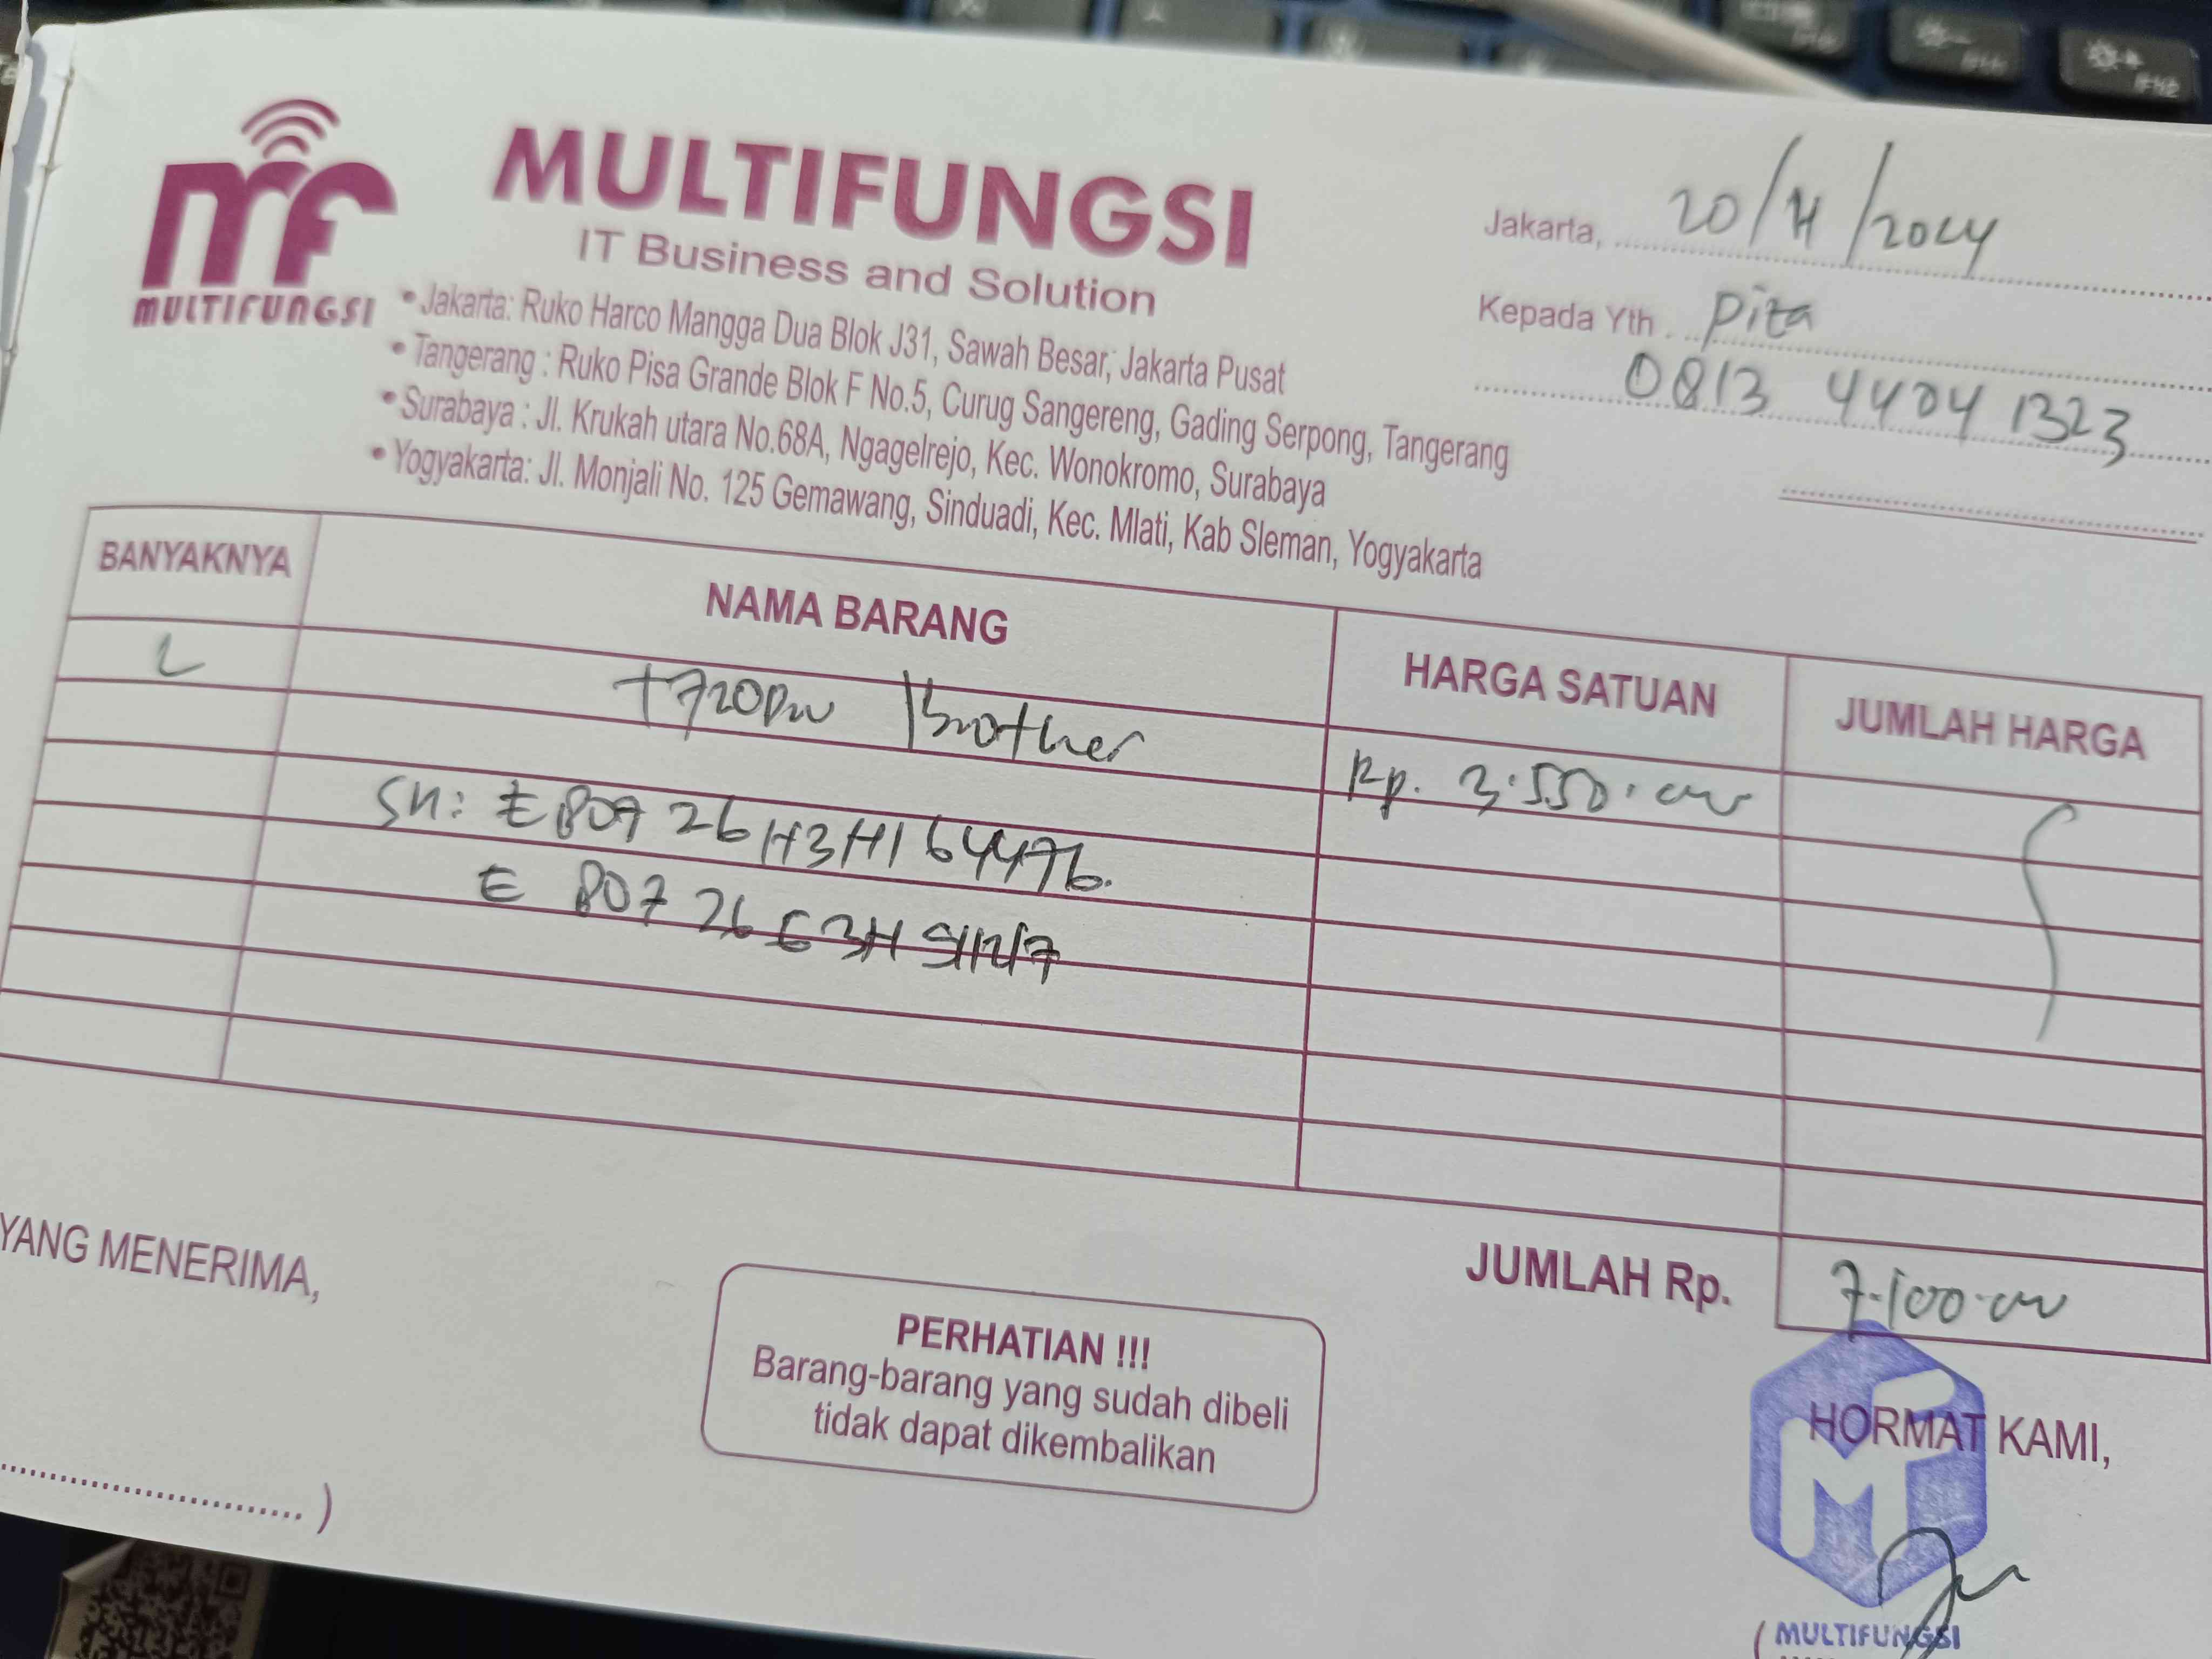 MULTIFUNGSI
MULTIFUNGSI
IT Business and Solution
• Jakarta: Ruko Harco Mangga Dua Blok J31, Sawah Besar, Jakarta Pusat
• Tangerang : Ruko Pisa Grande Blok F No.5, Curug Sangereng, Gading Serpong, Tangerang
• Surabaya : Jl. Krukah utara No.68A, Ngagelrejo, Kec. Wonokromo, Surabaya
• Yogyakarta: Jl. Monjali No. 125 Gemawang, Sinduadi, Kec. Mlati, Kab Sleman, Yogyakarta
Jakarta, 20/ /2024
Kepada Yth. Pita
0813 4404 1323
BANYAKNYA NAMA BARANG HARGA SATUAN JUMLAH HARGA
2 T720DW Brother Rp. 3.550.000
SN: E80726H3H164476
E 80726
YANG MENERIMA,
JUMLAH Rp. 7.100.000
PERHATIAN !!!
Barang-barang yang sudah dibeli
tidak dapat dikembalikan
HORMAT KAMI,
MULTIFUNGSI